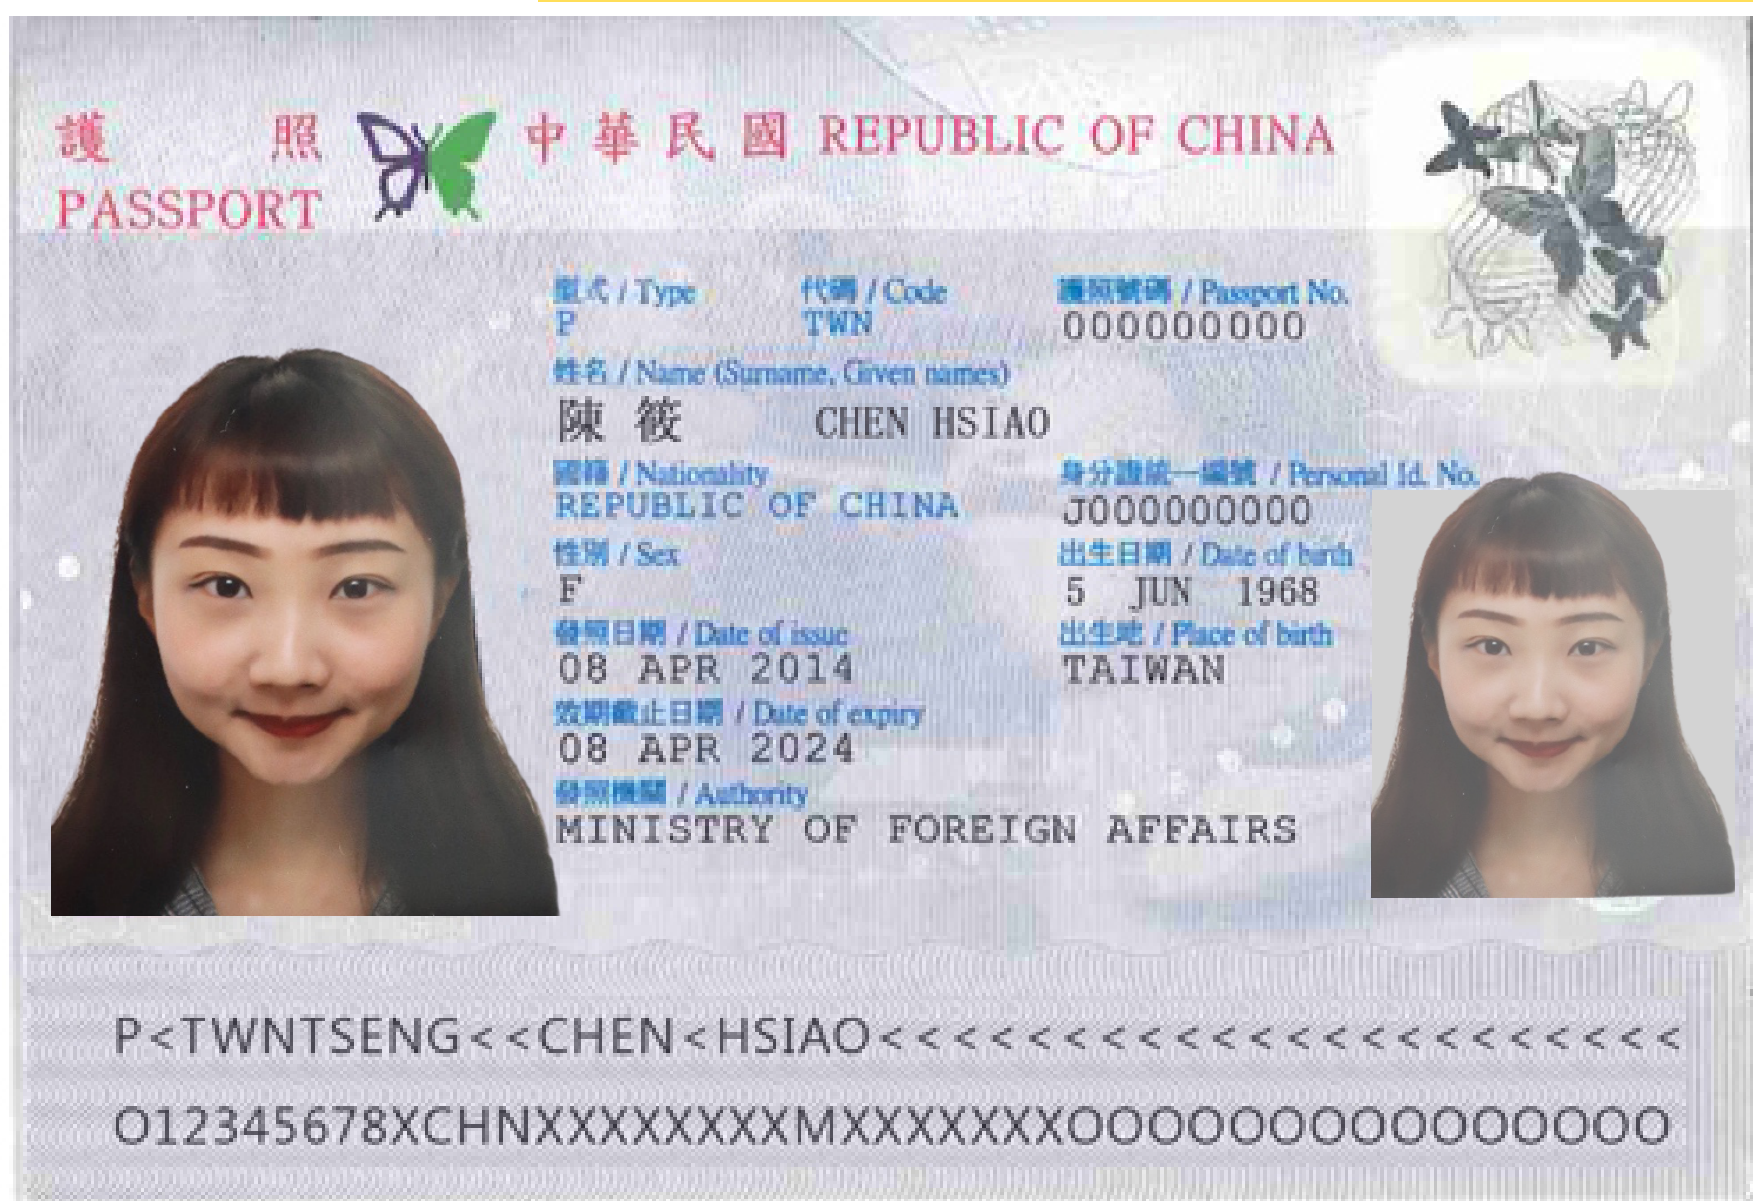 護 照 中華民國 REPUBLIC OF CHINA
PASSPORT
型式 / Type 代碼 / Code 護照號碼 / Passport No.
P TWN 000000000
姓名 / Name (Surname, Given names)
陳 筱 CHEN HSIAO
國籍 / Nationality 身分證統一編號 / Personal Id. No.
REPUBLIC OF CHINA J000000000
性別 / Sex 出生日期 / Date of birth
F 5 JUN 1968
發照日期 / Date of issue 出生地 / Place of birth
08 APR 2014 TAIWAN
效期截止日期 / Date of expiry
08 APR 2024
發照機關 / Authority
MINISTRY OF FOREIGN AFFAIRS
P<TWNTSENG<<CHEN<HSIAO<<<<<<<<<<<<<<<<<<<<<<
O12345678XCHNXXXXXXXXMXXXXXXXOOOOOOOOOOOOOOOO